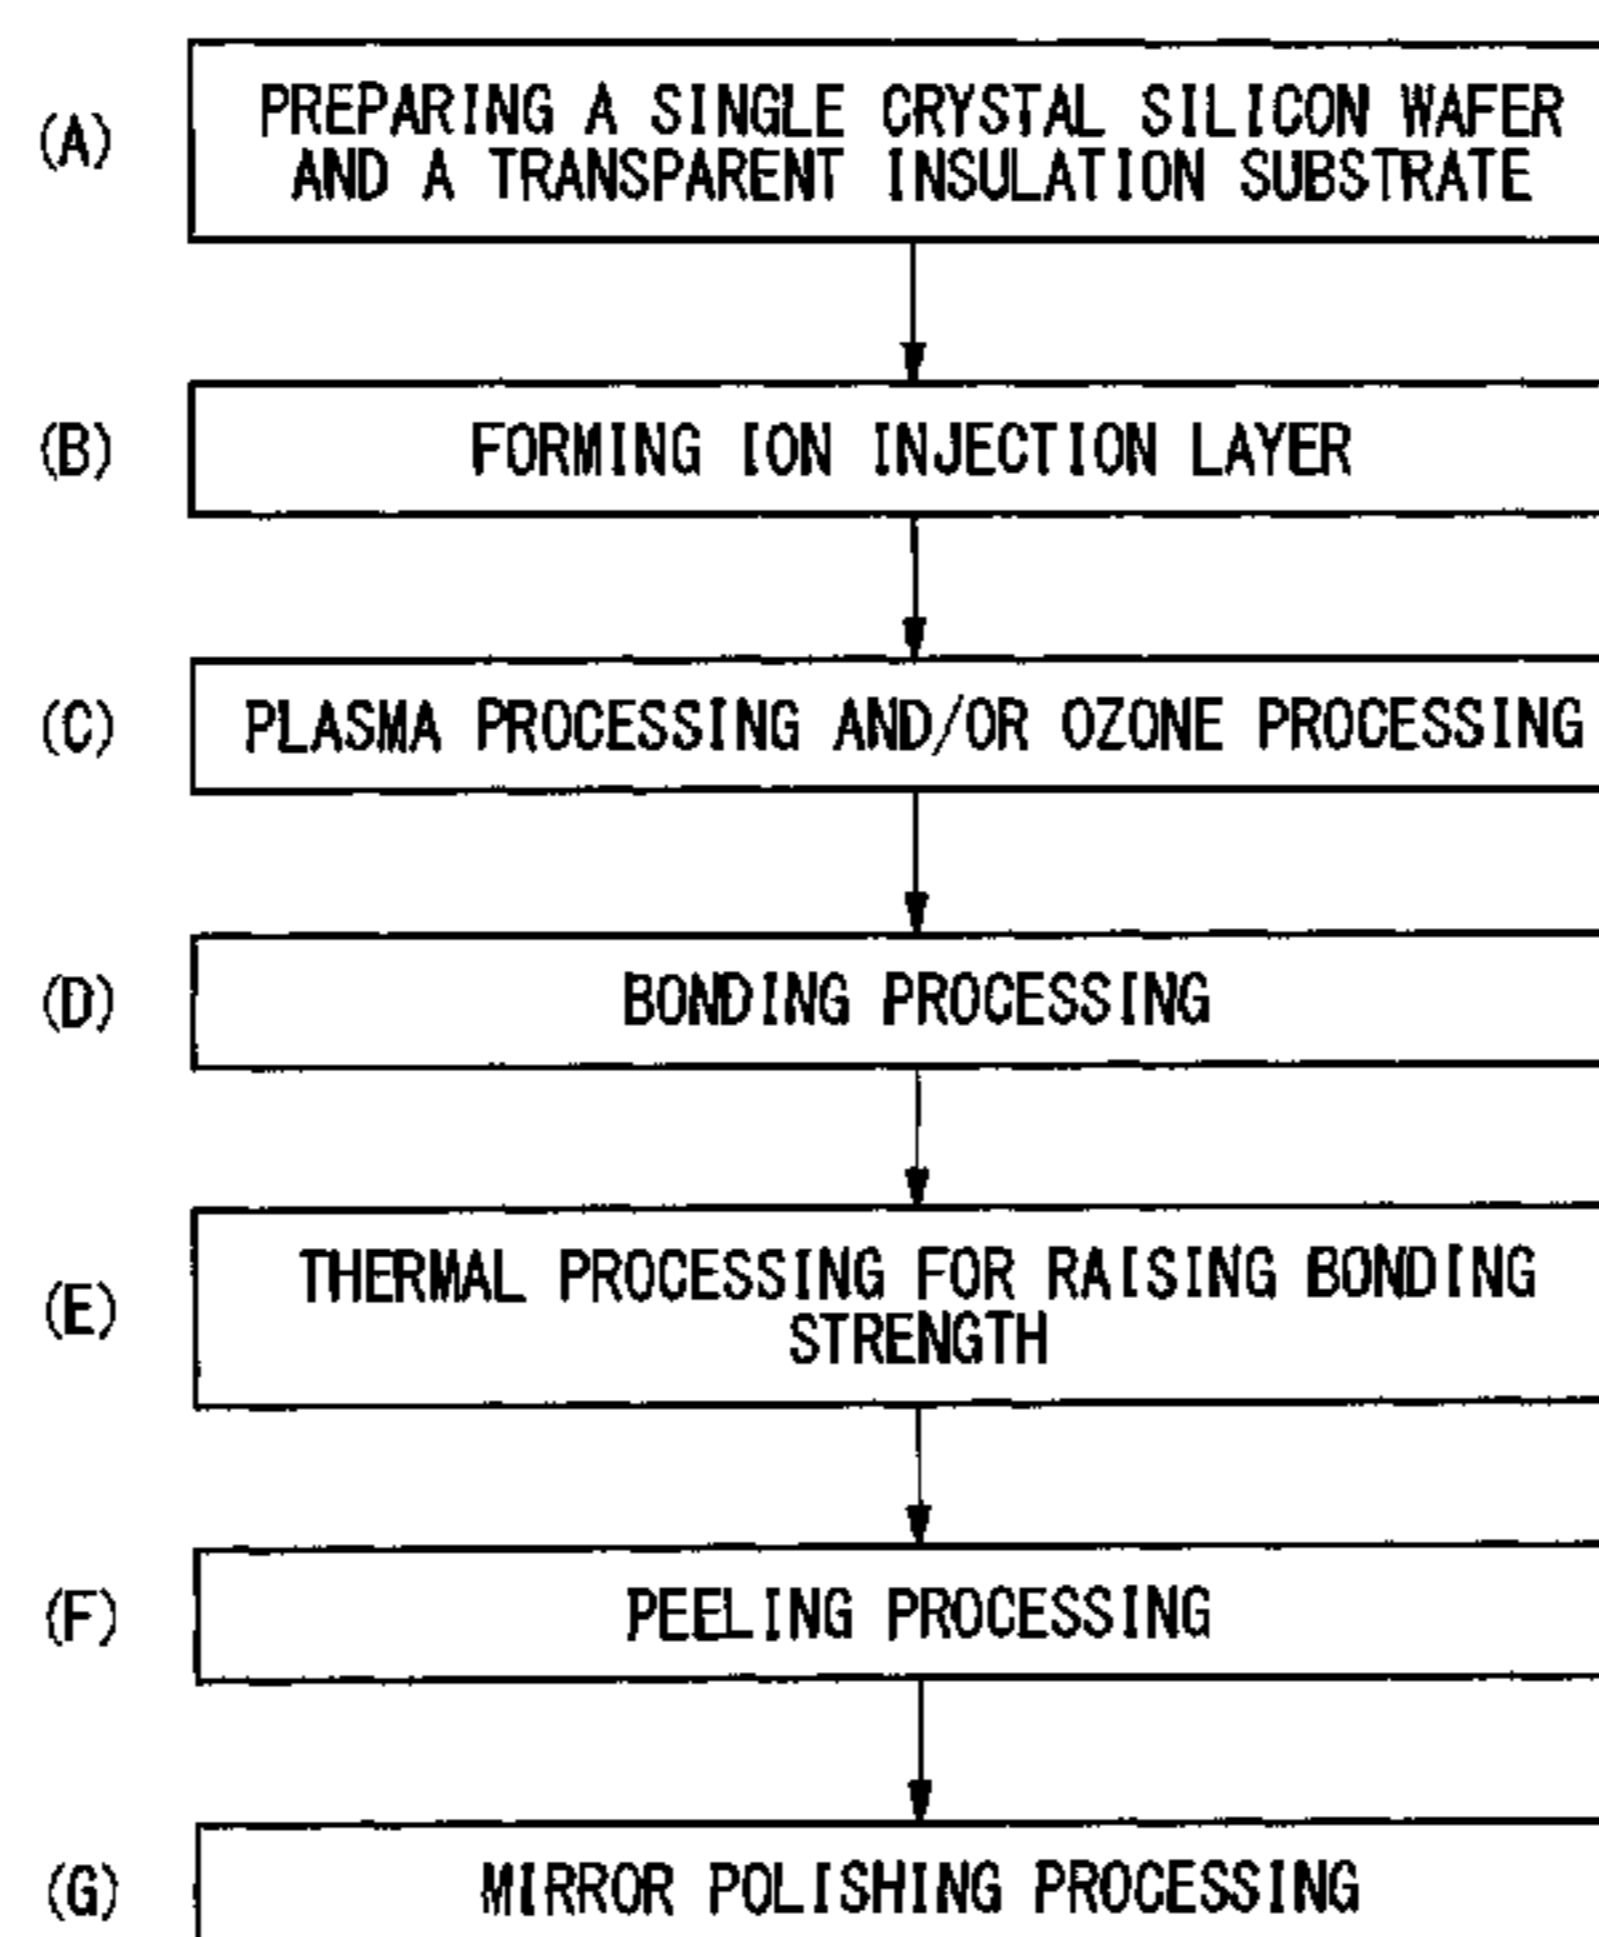 (A) PREPARING A SINGLE CRYSTAL SILICON WAFER
AND A TRANSPARENT INSULATION SUBSTRATE
(B) FORMING ION INJECTION LAYER
(C) PLASMA PROCESSING AND/OR OZONE PROCESSING
(D) BONDING PROCESSING
(E) THERMAL PROCESSING FOR RAISING BONDING
STRENGTH
(F) PEELING PROCESSING
(G) MIRROR POLISHING PROCESSING